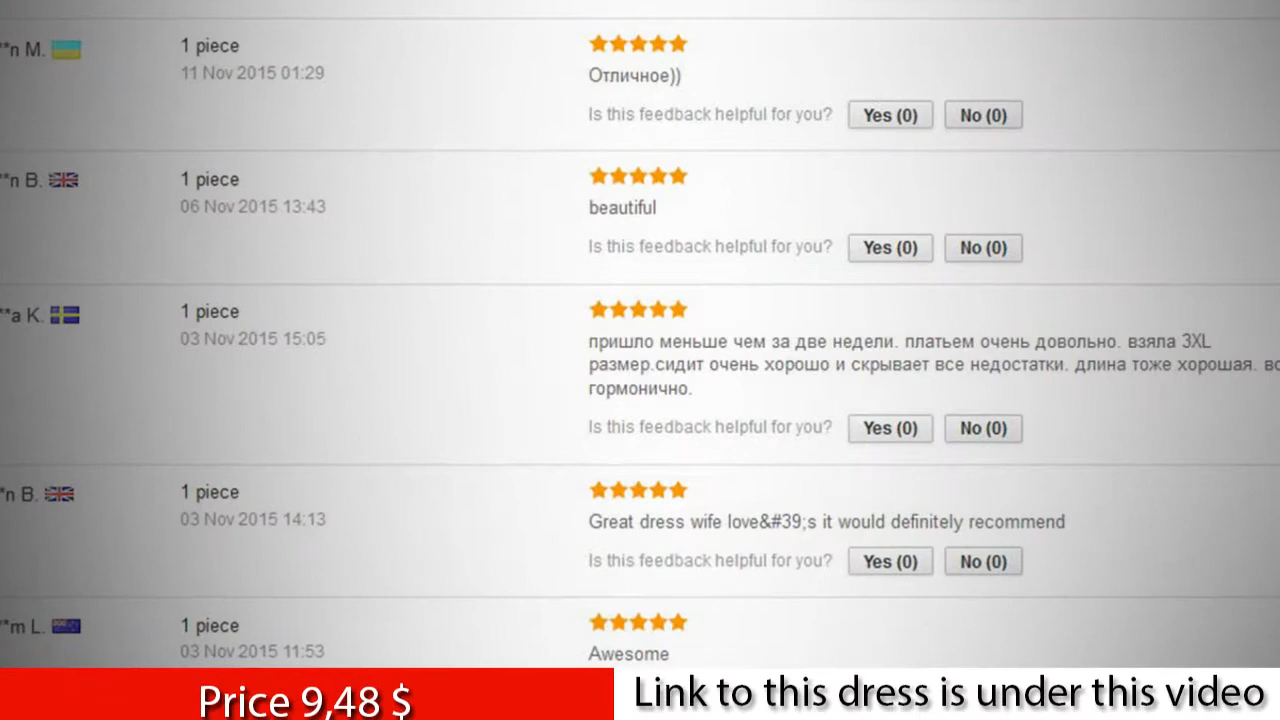 **n M.
1 piece
11 Nov 2015 01:29
Отличное))
Is this feedback helpful for you? Yes (0) No (0)
**n B.
1 piece
06 Nov 2015 13:43
beautiful
Is this feedback helpful for you? Yes (0) No (0)
**a K.
1 piece
03 Nov 2015 15:05
пришло меньше чем за две недели. платьем очень довольно. взяла 3XL
размер.сидит очень хорошо и скрывает все недостатки. длина тоже хорошая.
гормонично.
Is this feedback helpful for you? Yes (0) No (0)
*n B.
1 piece
03 Nov 2015 14:13
Great dress wife love&#39;s it would definitely recommend
Is this feedback helpful for you? Yes (0) No (0)
**m L.
1 piece
03 Nov 2015 11:53
Awesome
Price 9,48 $
Link to this dress is under this video